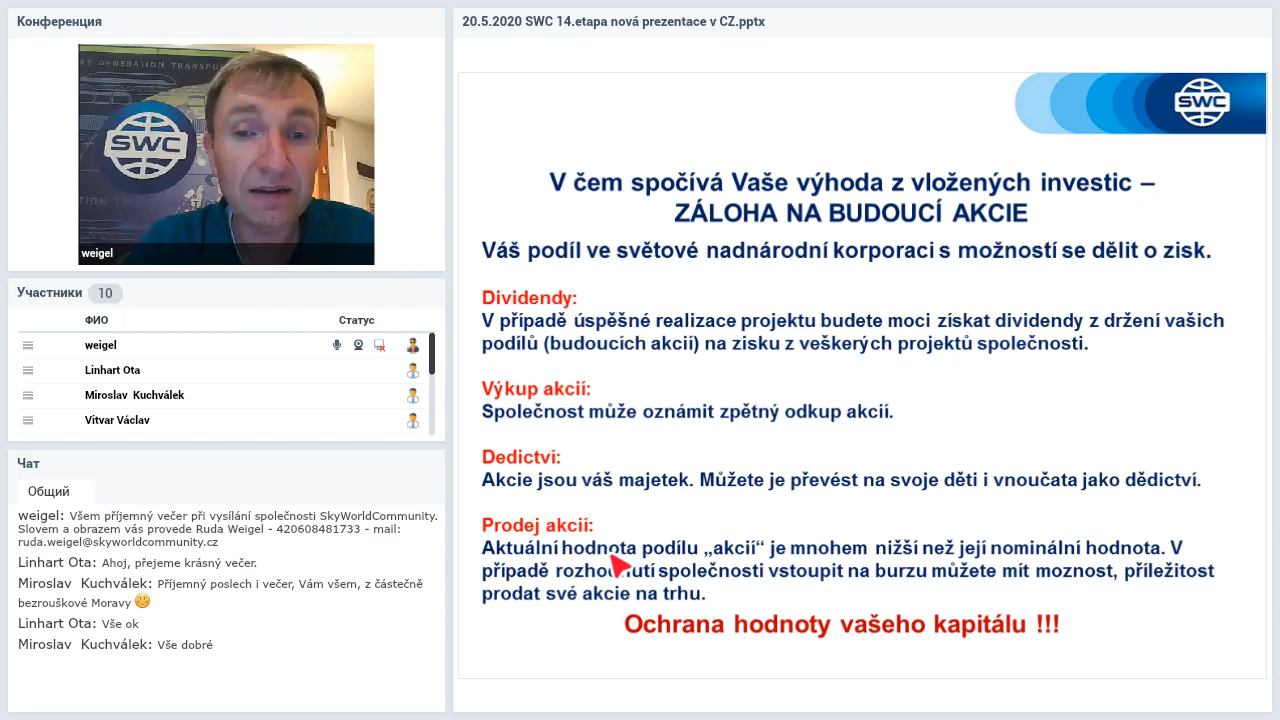 Конференция
NEXT GENERATION TRANSPOR
SWC
weigel
Участники 10
ФИО Статус
weigel
Linhart Ota
Miroslav Kuchválek
Vitvar Václav
Чат
Общий
weigel: Všem příjemný večer při vysílání společnosti SkyWorldCommunity.
Slovem a obrazem vás provede Ruda Weigel - 420608481733 - mail:
ruda.weigel@skyworldcommunity.cz
Linhart Ota: Ahoj, přejeme krásný večer.
Miroslav Kuchválek: Příjemný poslech i večer, Vám všem, z částečně
bezrouškové Moravy
Linhart Ota: Vše ok
Miroslav Kuchválek: Vše dobré
20.5.2020 SWC 14.etapa nová prezentace v CZ.pptx
SWC
V čem spočívá Vaše výhoda z vložených investic –
ZÁLOHA NA BUDOUCÍ AKCIE
Váš podíl ve světové nadnárodní korporaci s možností se dělit o zisk.
Dividendy:
V případě úspěšné realizace projektu budete moci získat dividendy z držení vašich
podílů (budoucích akcií) na zisku z veškerých projektů společnosti.
Výkup akcií:
Společnost může oznámit zpětný odkup akcií.
Dedictví:
Akcie jsou váš majetek. Můžete je převést na svoje děti i vnoučata jako dědictví.
Prodej akcií:
Aktuální hodnota podílu „akcií“ je mnohem nižší než její nominální hodnota. V
případě rozhodnutí společnosti vstoupit na burzu můžete mít moznost, příležitost
prodat své akcie na trhu.
Ochrana hodnoty vašeho kapitálu !!!